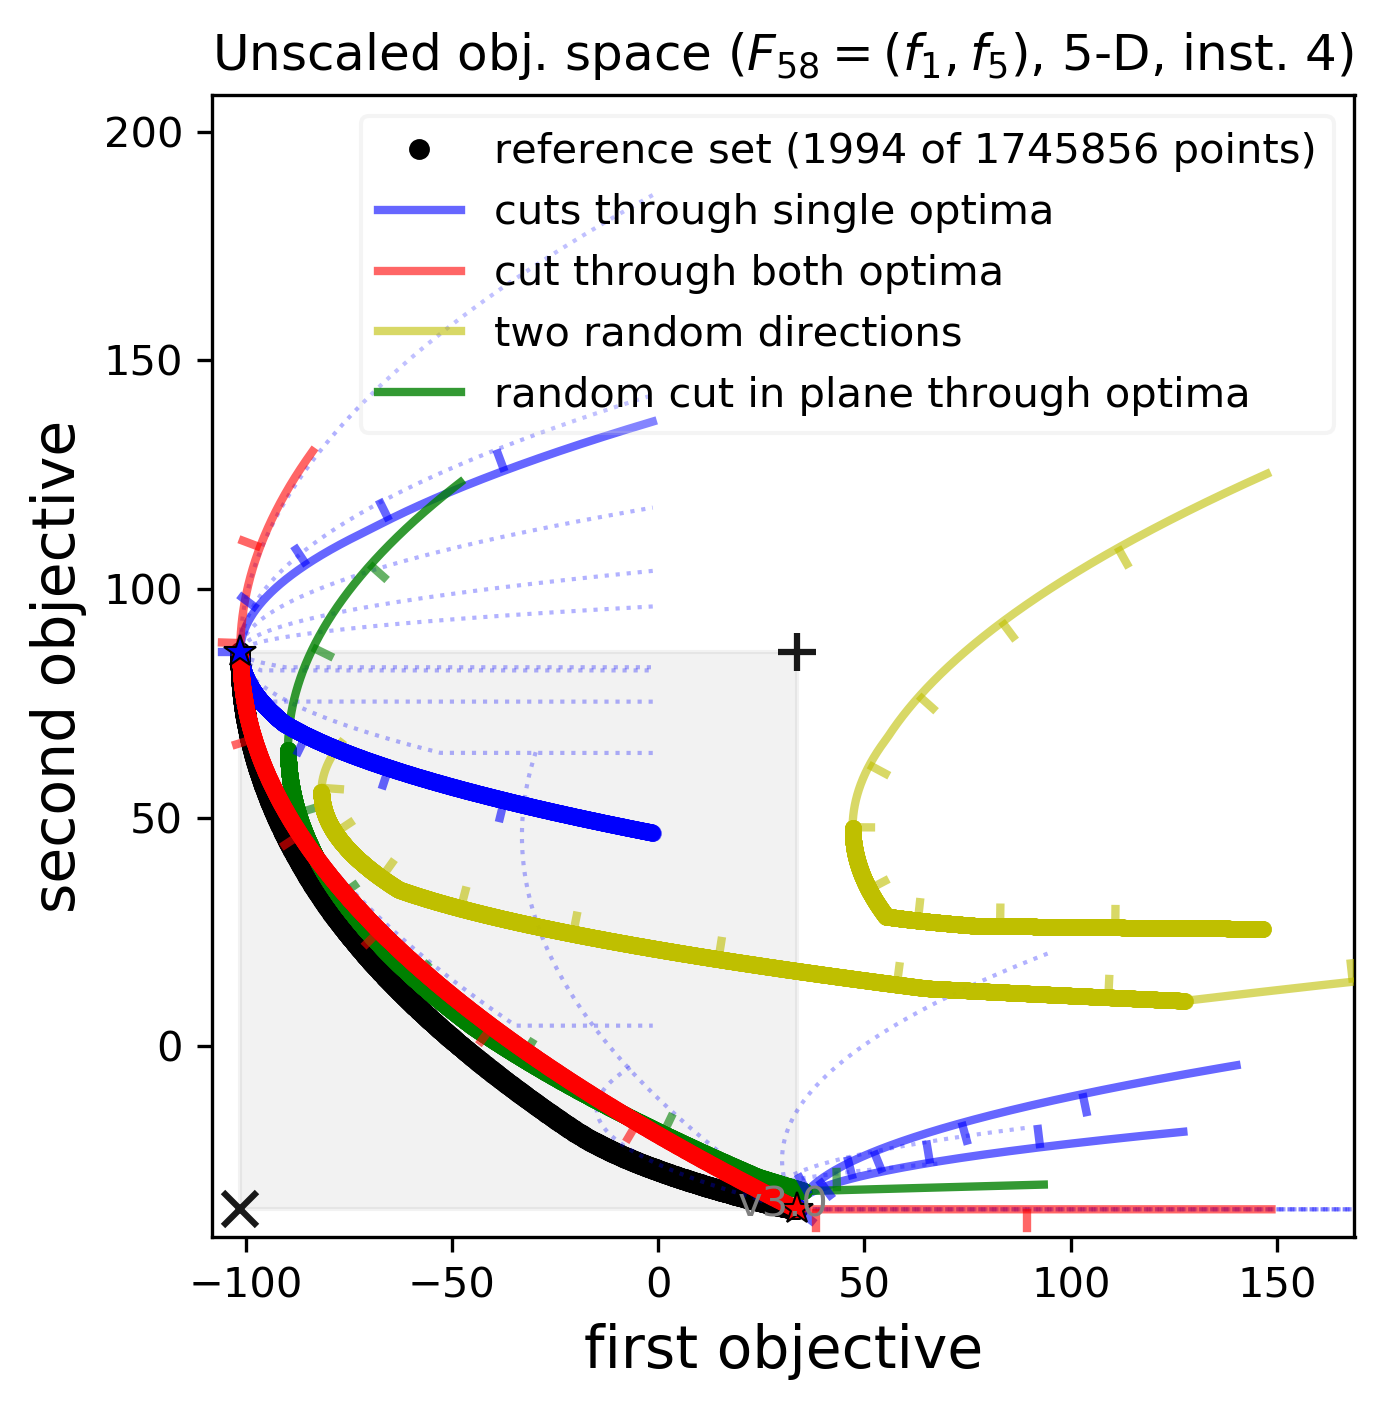 Unscaled obj. space (F₅₈ = (f₁, f₅), 5-D, inst. 4)
reference set (1994 of 1745856 points)
cuts through single optima
cut through both optima
two random directions
random cut in plane through optima
200
150
100
50
0
second objective
v3.0
−100
−50
0
50
100
150
first objective